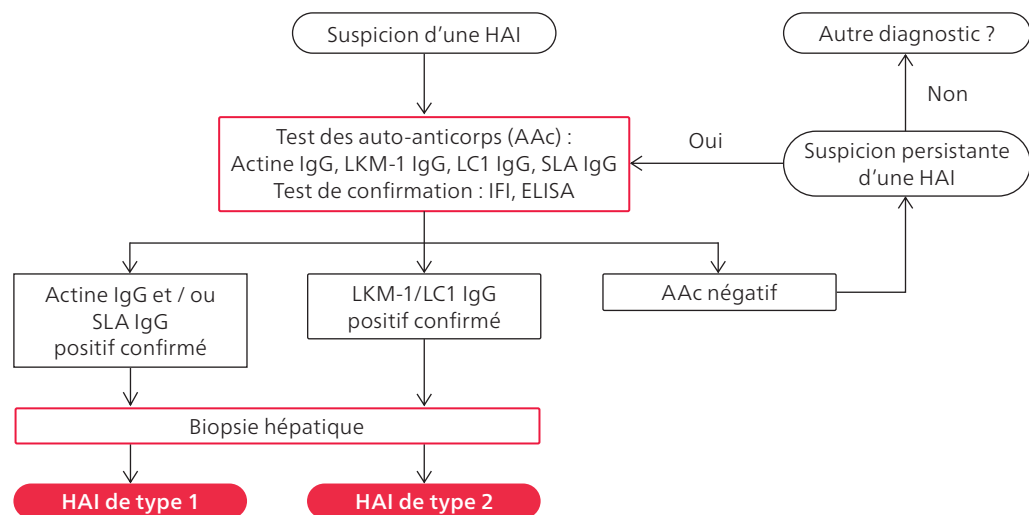 Suspicion d’une HAI
Autre diagnostic ?
Non
Test des auto-anticorps (AAc) :
Actine IgG, LKM-1 IgG, LC1 IgG, SLA IgG
Test de confirmation : IFI, ELISA
Oui
Suspicion persistante
d’une HAI
Actine IgG et / ou
SLA IgG
positif confirmé
LKM-1/LC1 IgG
positif confirmé
AAc négatif
Biopsie hépatique
HAI de type 1
HAI de type 2